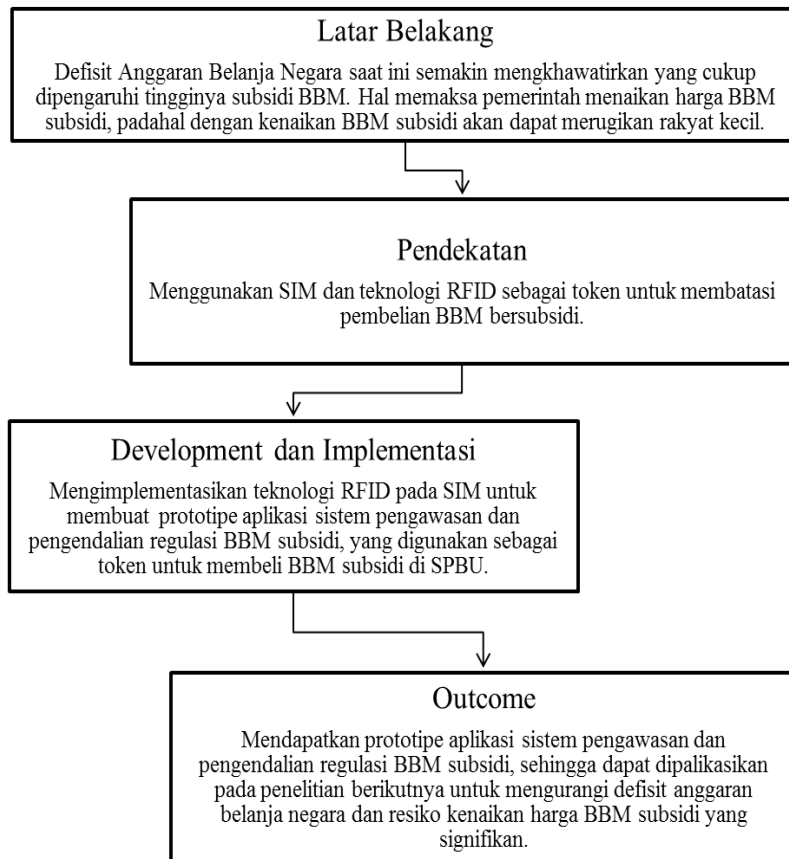 Latar Belakang
Defisit Anggaran Belanja Negara saat ini semakin mengkhawatirkan yang cukup
dipengaruhi tingginya subsidi BBM. Hal memaksa pemerintah menaikan harga BBM
subsidi, padahal dengan kenaikan BBM subsidi akan dapat merugikan rakyat kecil.
Pendekatan
Menggunakan SIM dan teknologi RFID sebagai token untuk membatasi
pembelian BBM bersubsidi.
Development dan Implementasi
Mengimplementasikan teknologi RFID pada SIM untuk
membuat prototipe aplikasi sistem pengawasan dan
pengendalian regulasi BBM subsidi, yang digunakan sebagai
token untuk membeli BBM subsidi di SPBU.
Outcome
Mendapatkan prototipe aplikasi sistem pengawasan dan
pengendalian regulasi BBM subsidi, sehingga dapat dipalikasikan
pada penelitian berikutnya untuk mengurangi defisit anggaran
belanja negara dan resiko kenaikan harga BBM subsidi yang
signifikan.